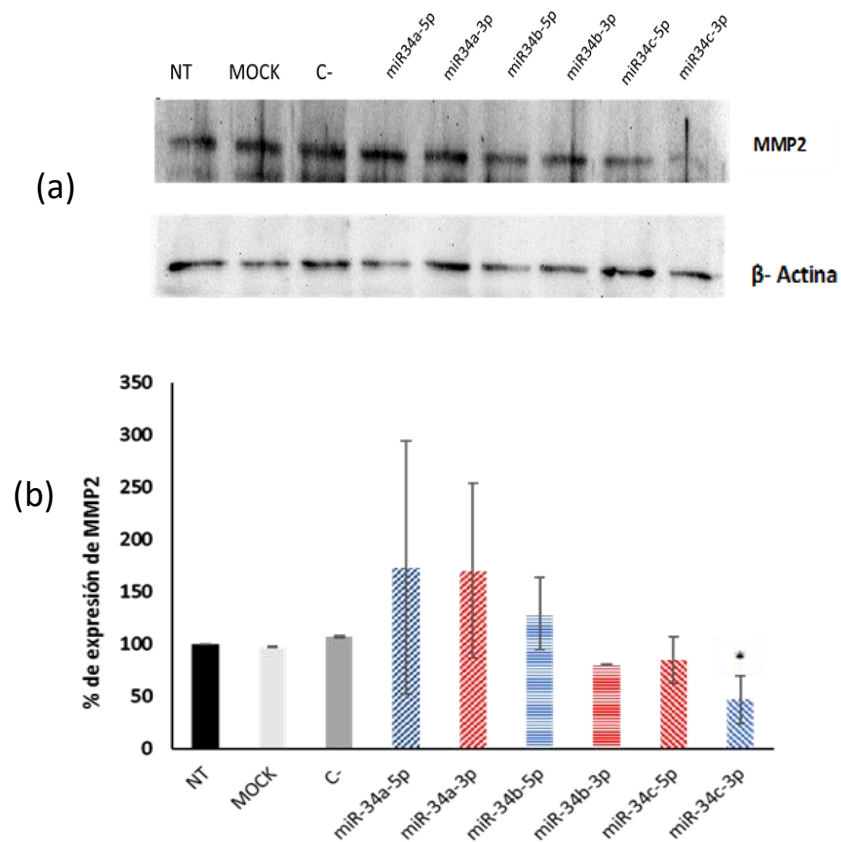 NT MOCK C- miR34a-5p miR34a-3p miR34b-5p miR34b-3p miR34c-5p miR34c-3p
(a)
MMP2
β- Actina
(b)
% de expresión de MMP2
350
300
250
200
150
100
50
0
*
NT MOCK C- miR-34a-5p miR-34a-3p miR-34b-5p miR-34b-3p miR-34c-5p miR-34c-3p